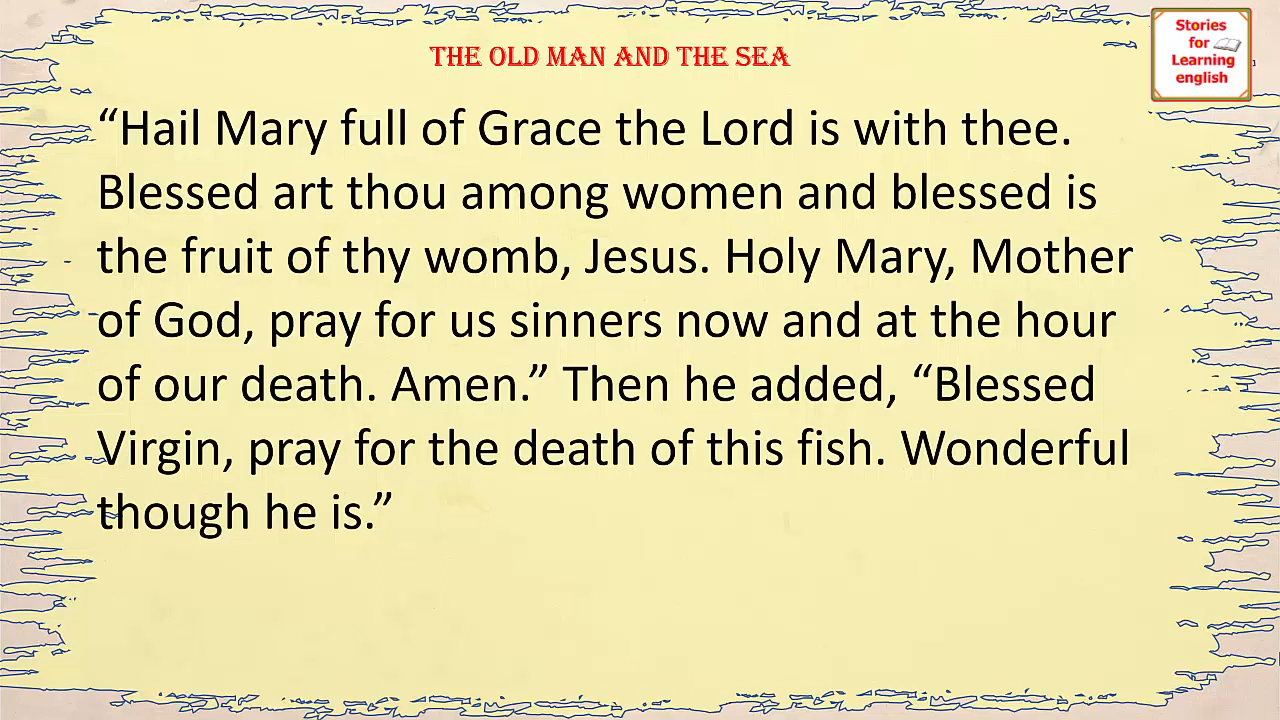 THE OLD MAN AND THE SEA
Stories
for
Learning
english
“Hail Mary full of Grace the Lord is with thee.
Blessed art thou among women and blessed is
the fruit of thy womb, Jesus. Holy Mary, Mother
of God, pray for us sinners now and at the hour
of our death. Amen.” Then he added, “Blessed
Virgin, pray for the death of this fish. Wonderful
though he is.”